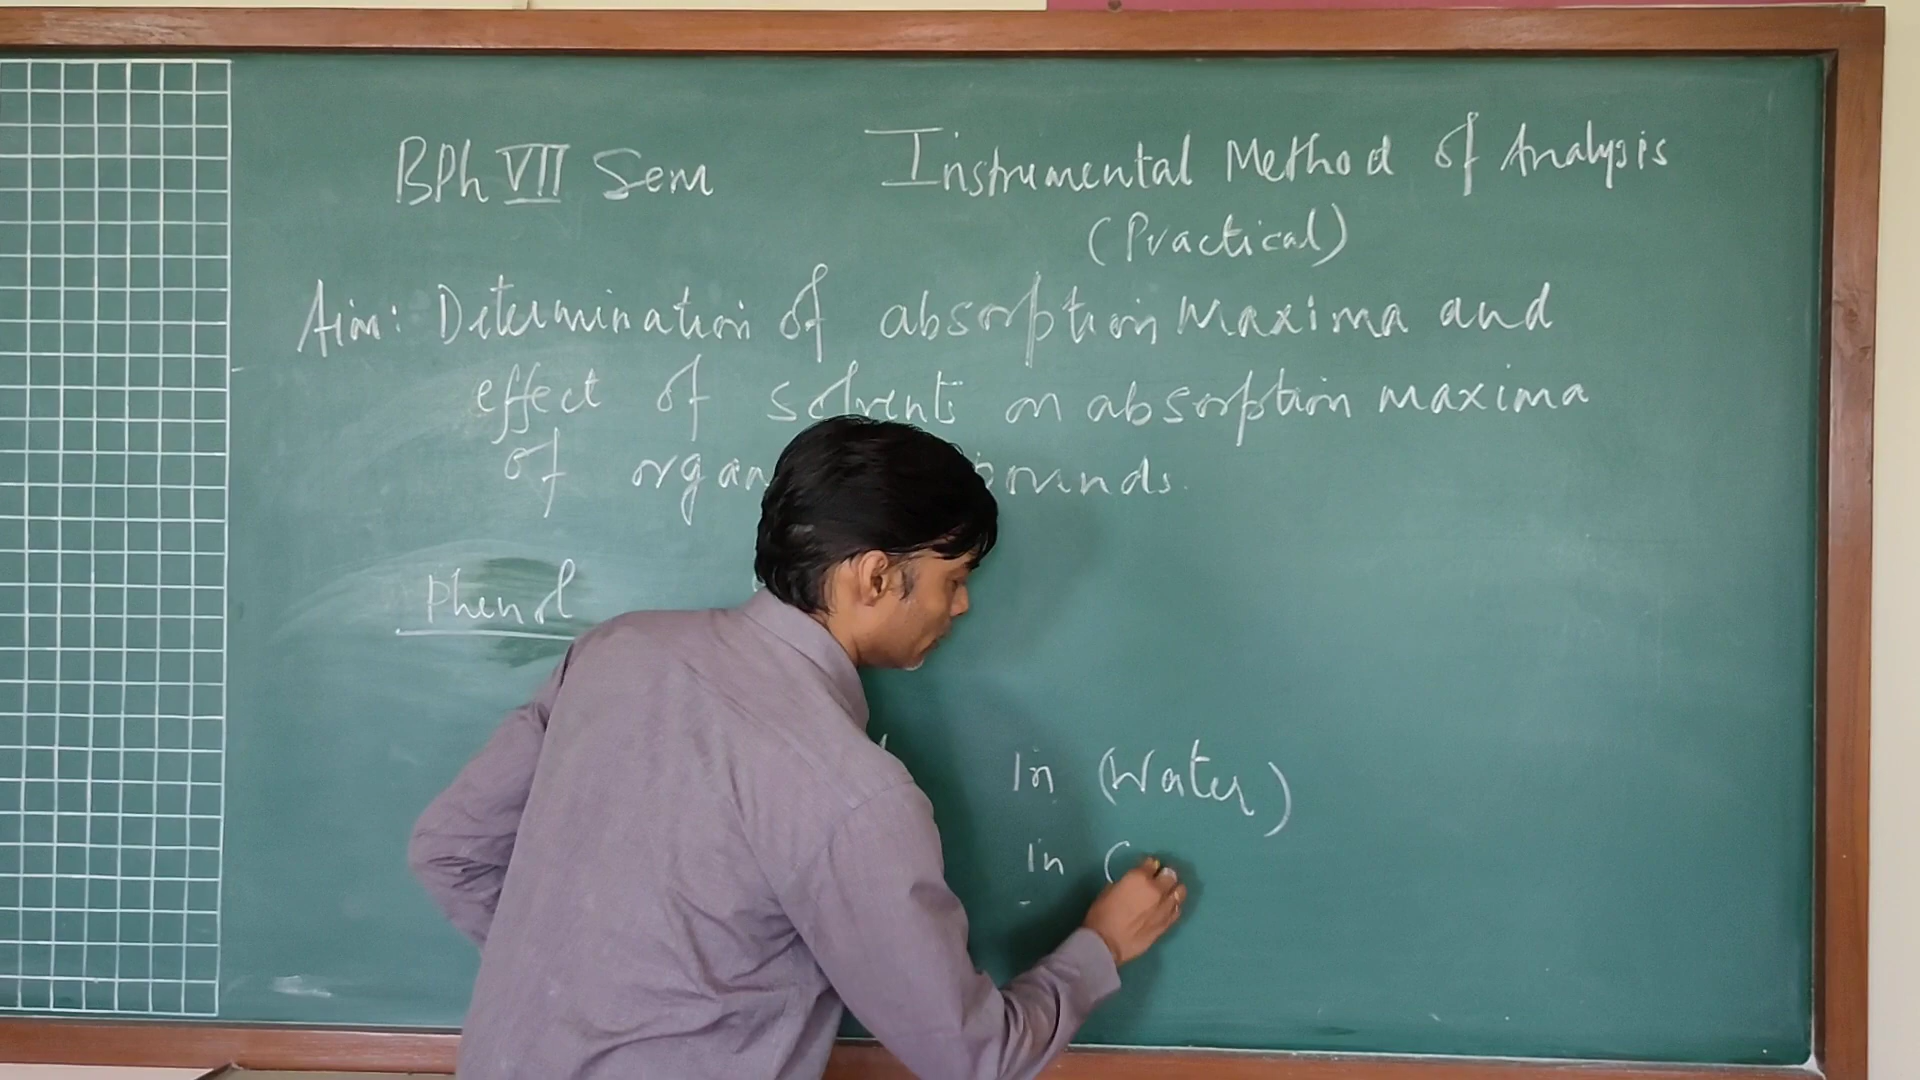 BPh VII Sem
Instrumental Method of Analysis
(Practical)
Aim: Determination of absorption Maxima and
effect of solvents on absorption maxima
of
Phenol
In (Water)
In (